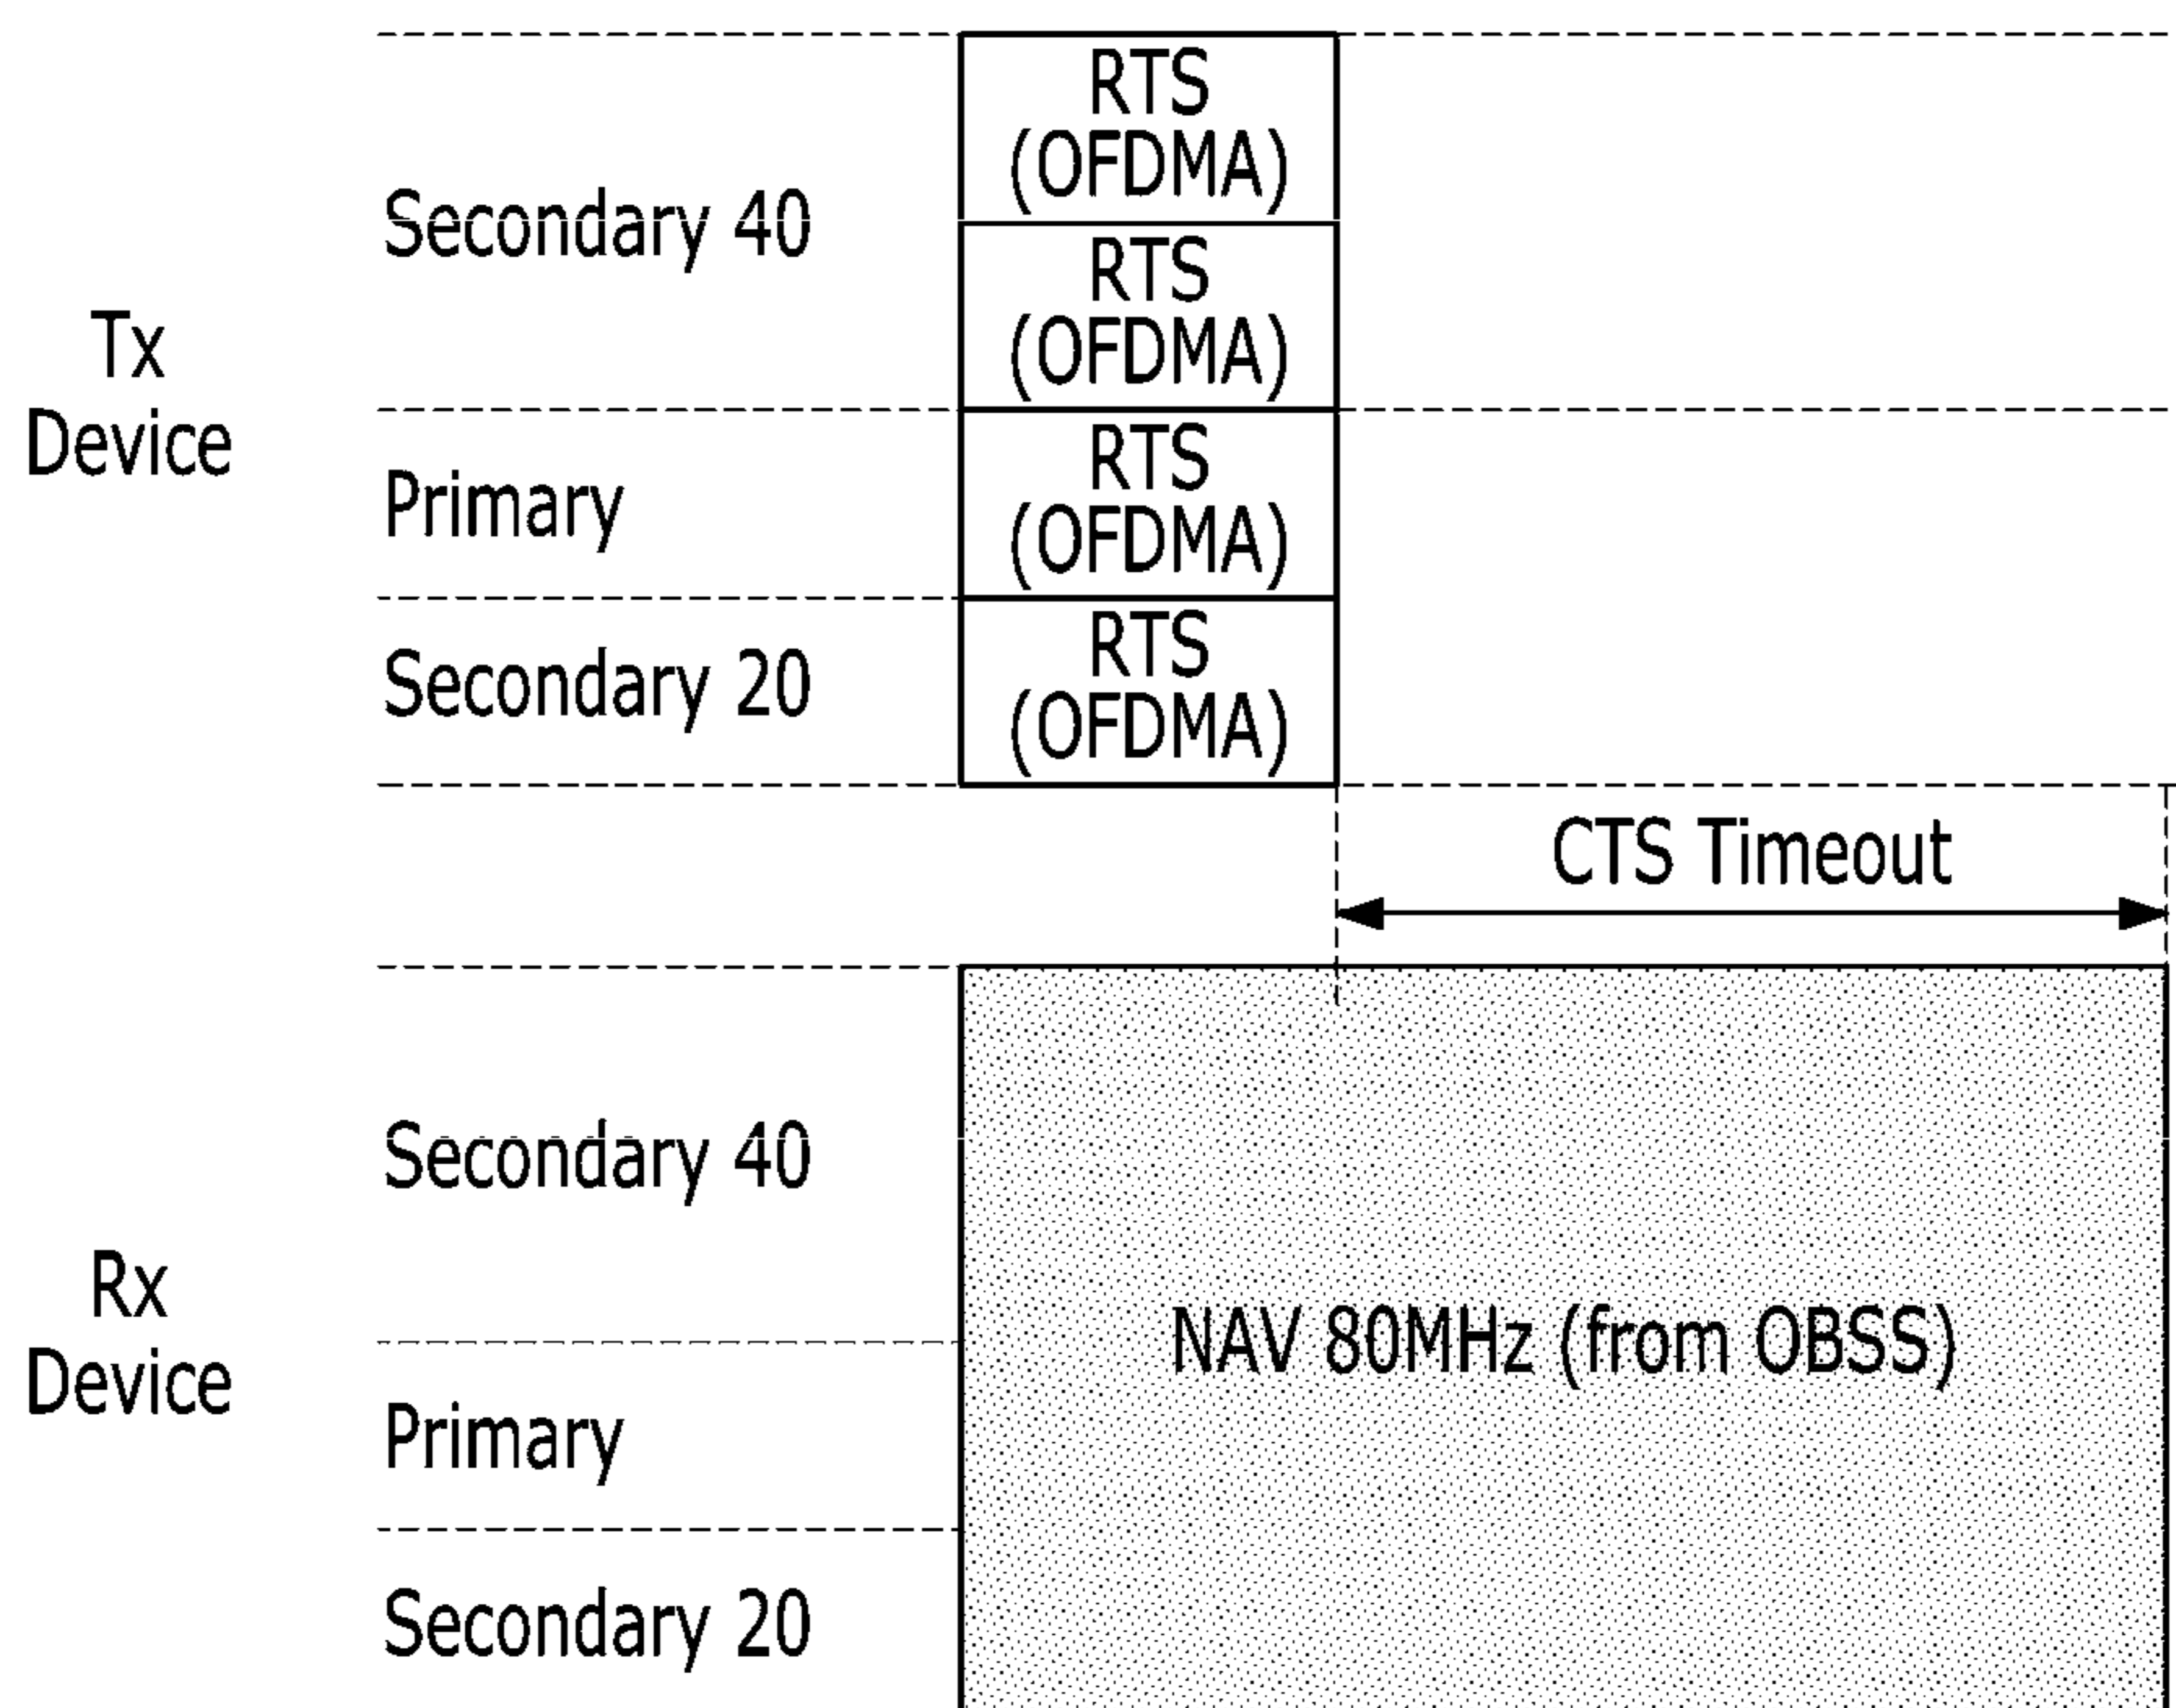 RTS
(OFDMA)
Secondary 40
RTS
(OFDMA)
Tx
Device
Primary
RTS
(OFDMA)
Secondary 20
RTS
(OFDMA)
CTS Timeout
Secondary 40
Rx
Device
NAV 80MHz (from OBSS)
Primary
Secondary 20